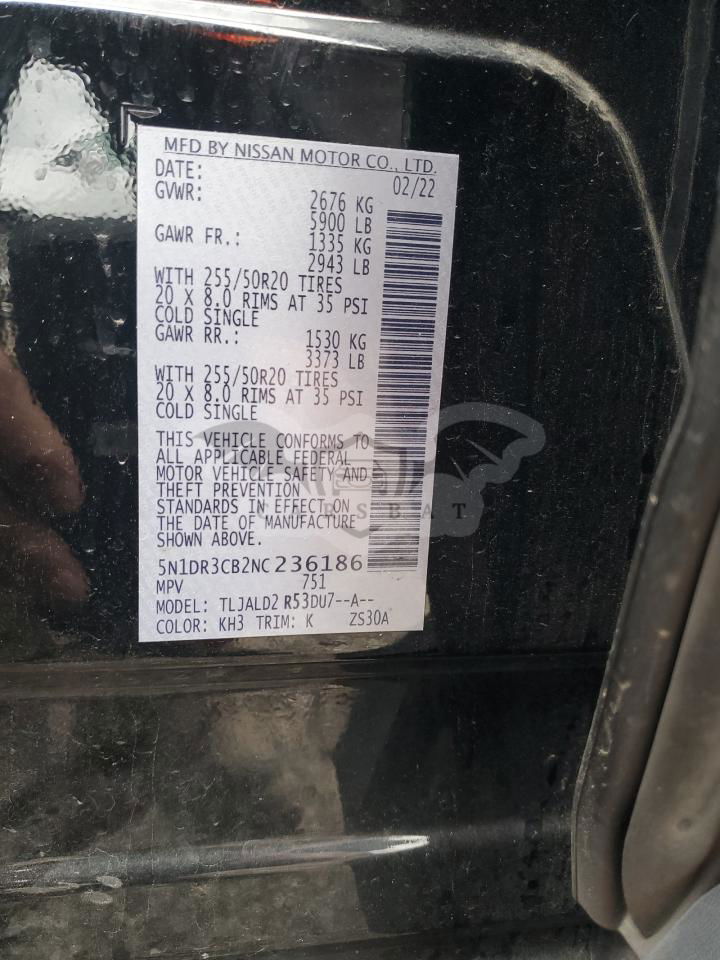 MFD BY NISSAN MOTOR CO., LTD.
DATE: 02/22
GVWR: 2676 KG
5900 LB
GAWR FR.: 1335 KG
2943 LB
WITH 255/50R20 TIRES
20 X 8.0 RIMS AT 35 PSI
COLD SINGLE
GAWR RR.: 1530 KG
3373 LB
WITH 255/50R20 TIRES
20 X 8.0 RIMS AT 35 PSI
COLD SINGLE
THIS VEHICLE CONFORMS TO
ALL APPLICABLE FEDERAL
MOTOR VEHICLE SAFETY AND
THEFT PREVENTION
STANDARDS IN EFFECT ON
THE DATE OF MANUFACTURE
SHOWN ABOVE.
5N1DR3CB2NC236186
MPV 751
MODEL: TLJALD2 R53DU7--A--
COLOR: KH3 TRIM: K ZS30A